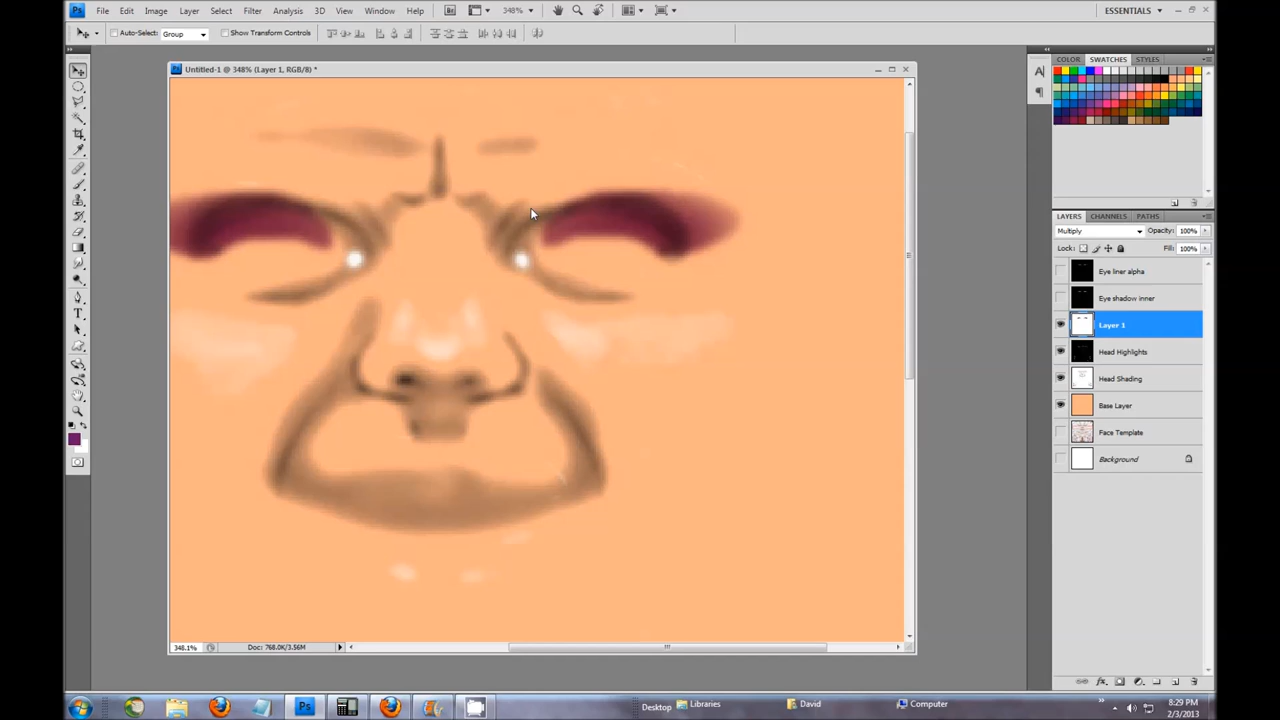 Ps File Edit Image Layer Select Filter Analysis 3D View Window Help Br 348% ESSENTIALS
Auto-Select: Group Show Transform Controls
Untitled-1 @ 348% (Layer 1, RGB/8) *
COLOR SWATCHES STYLES
LAYERS CHANNELS PATHS
Multiply Opacity: 100%
Lock: Fill: 100%
Eye liner alpha
Eye shadow inner
Layer 1
Head Highlights
Head Shading
Base Layer
Face Template
Background
348.1% Doc: 768.0K/3.56M
Ps Desktop Libraries David Computer 8:29 PM
2/3/2013